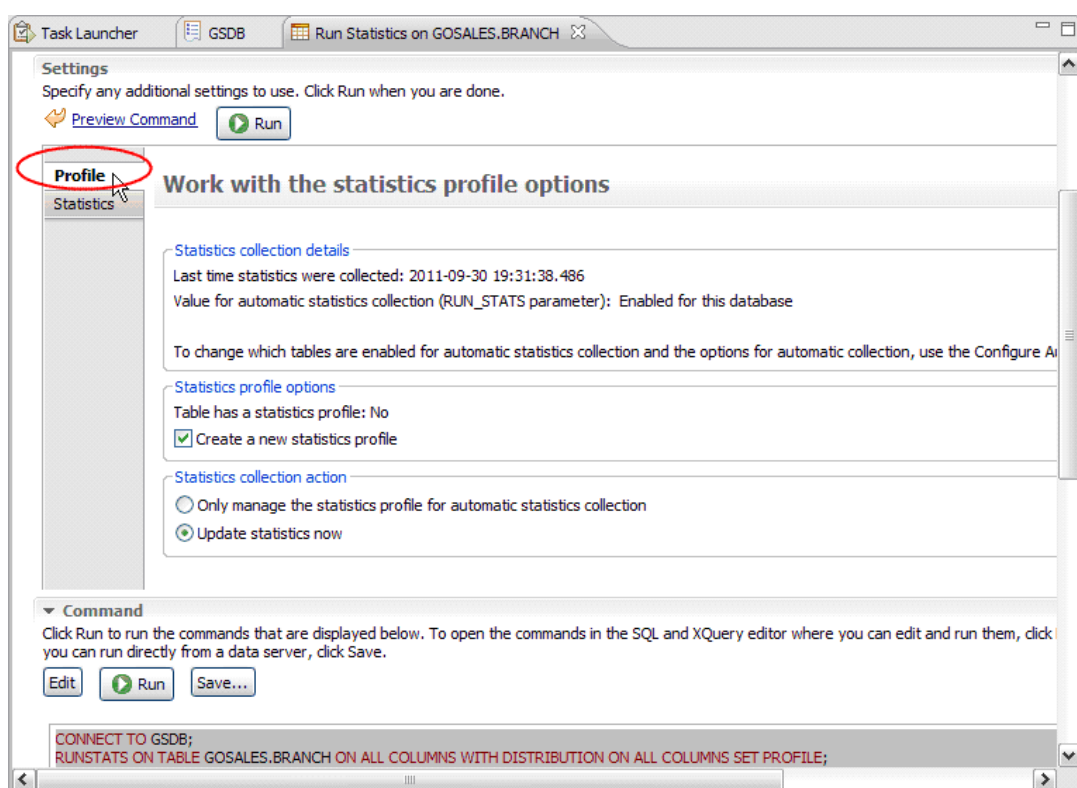 Task Launcher GSDB Run Statistics on GOSALES.BRANCH
Settings
Specify any additional settings to use. Click Run when you are done.
Preview Command Run
Profile
Statistics
Work with the statistics profile options
Statistics collection details
Last time statistics were collected: 2011-09-30 19:31:38.486
Value for automatic statistics collection (RUN_STATS parameter): Enabled for this database
To change which tables are enabled for automatic statistics collection and the options for automatic collection, use the Configure
Statistics profile options
Table has a statistics profile: No
Create a new statistics profile
Statistics collection action
Only manage the statistics profile for automatic statistics collection
Update statistics now
Command
Click Run to run the commands that are displayed below. To open the commands in the SQL and XQuery editor where you can edit and run them, click
you can run directly from a data server, click Save.
Edit Run Save...
CONNECT TO GSDB;
RUNSTATS ON TABLE GOSALES.BRANCH ON ALL COLUMNS WITH DISTRIBUTION ON ALL COLUMNS SET PROFILE;